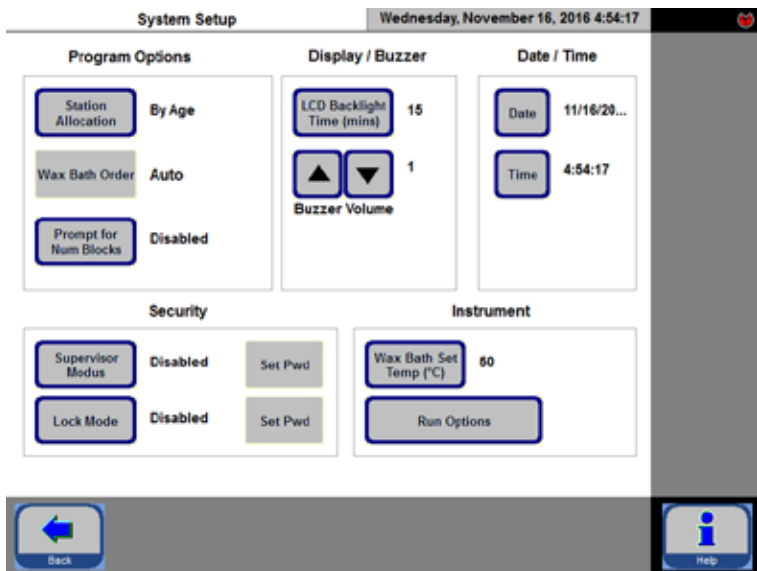 System Setup
Wednesday, November 16, 2016 4:54:17
Program Options
Display / Buzzer
Date / Time
Station
Allocation
By Age
LCD Backlight
Time (mins)
15
Date
11/16/20...
Wax Bath Order
Auto
1
Time
4:54:17
Buzzer Volume
Prompt for
Num Blocks
Disabled
Security
Instrument
Supervisor
Modus
Disabled
Set Pwd
Wax Bath Set
Temp (°C)
60
Lock Mode
Disabled
Set Pwd
Run Options
Back
Help